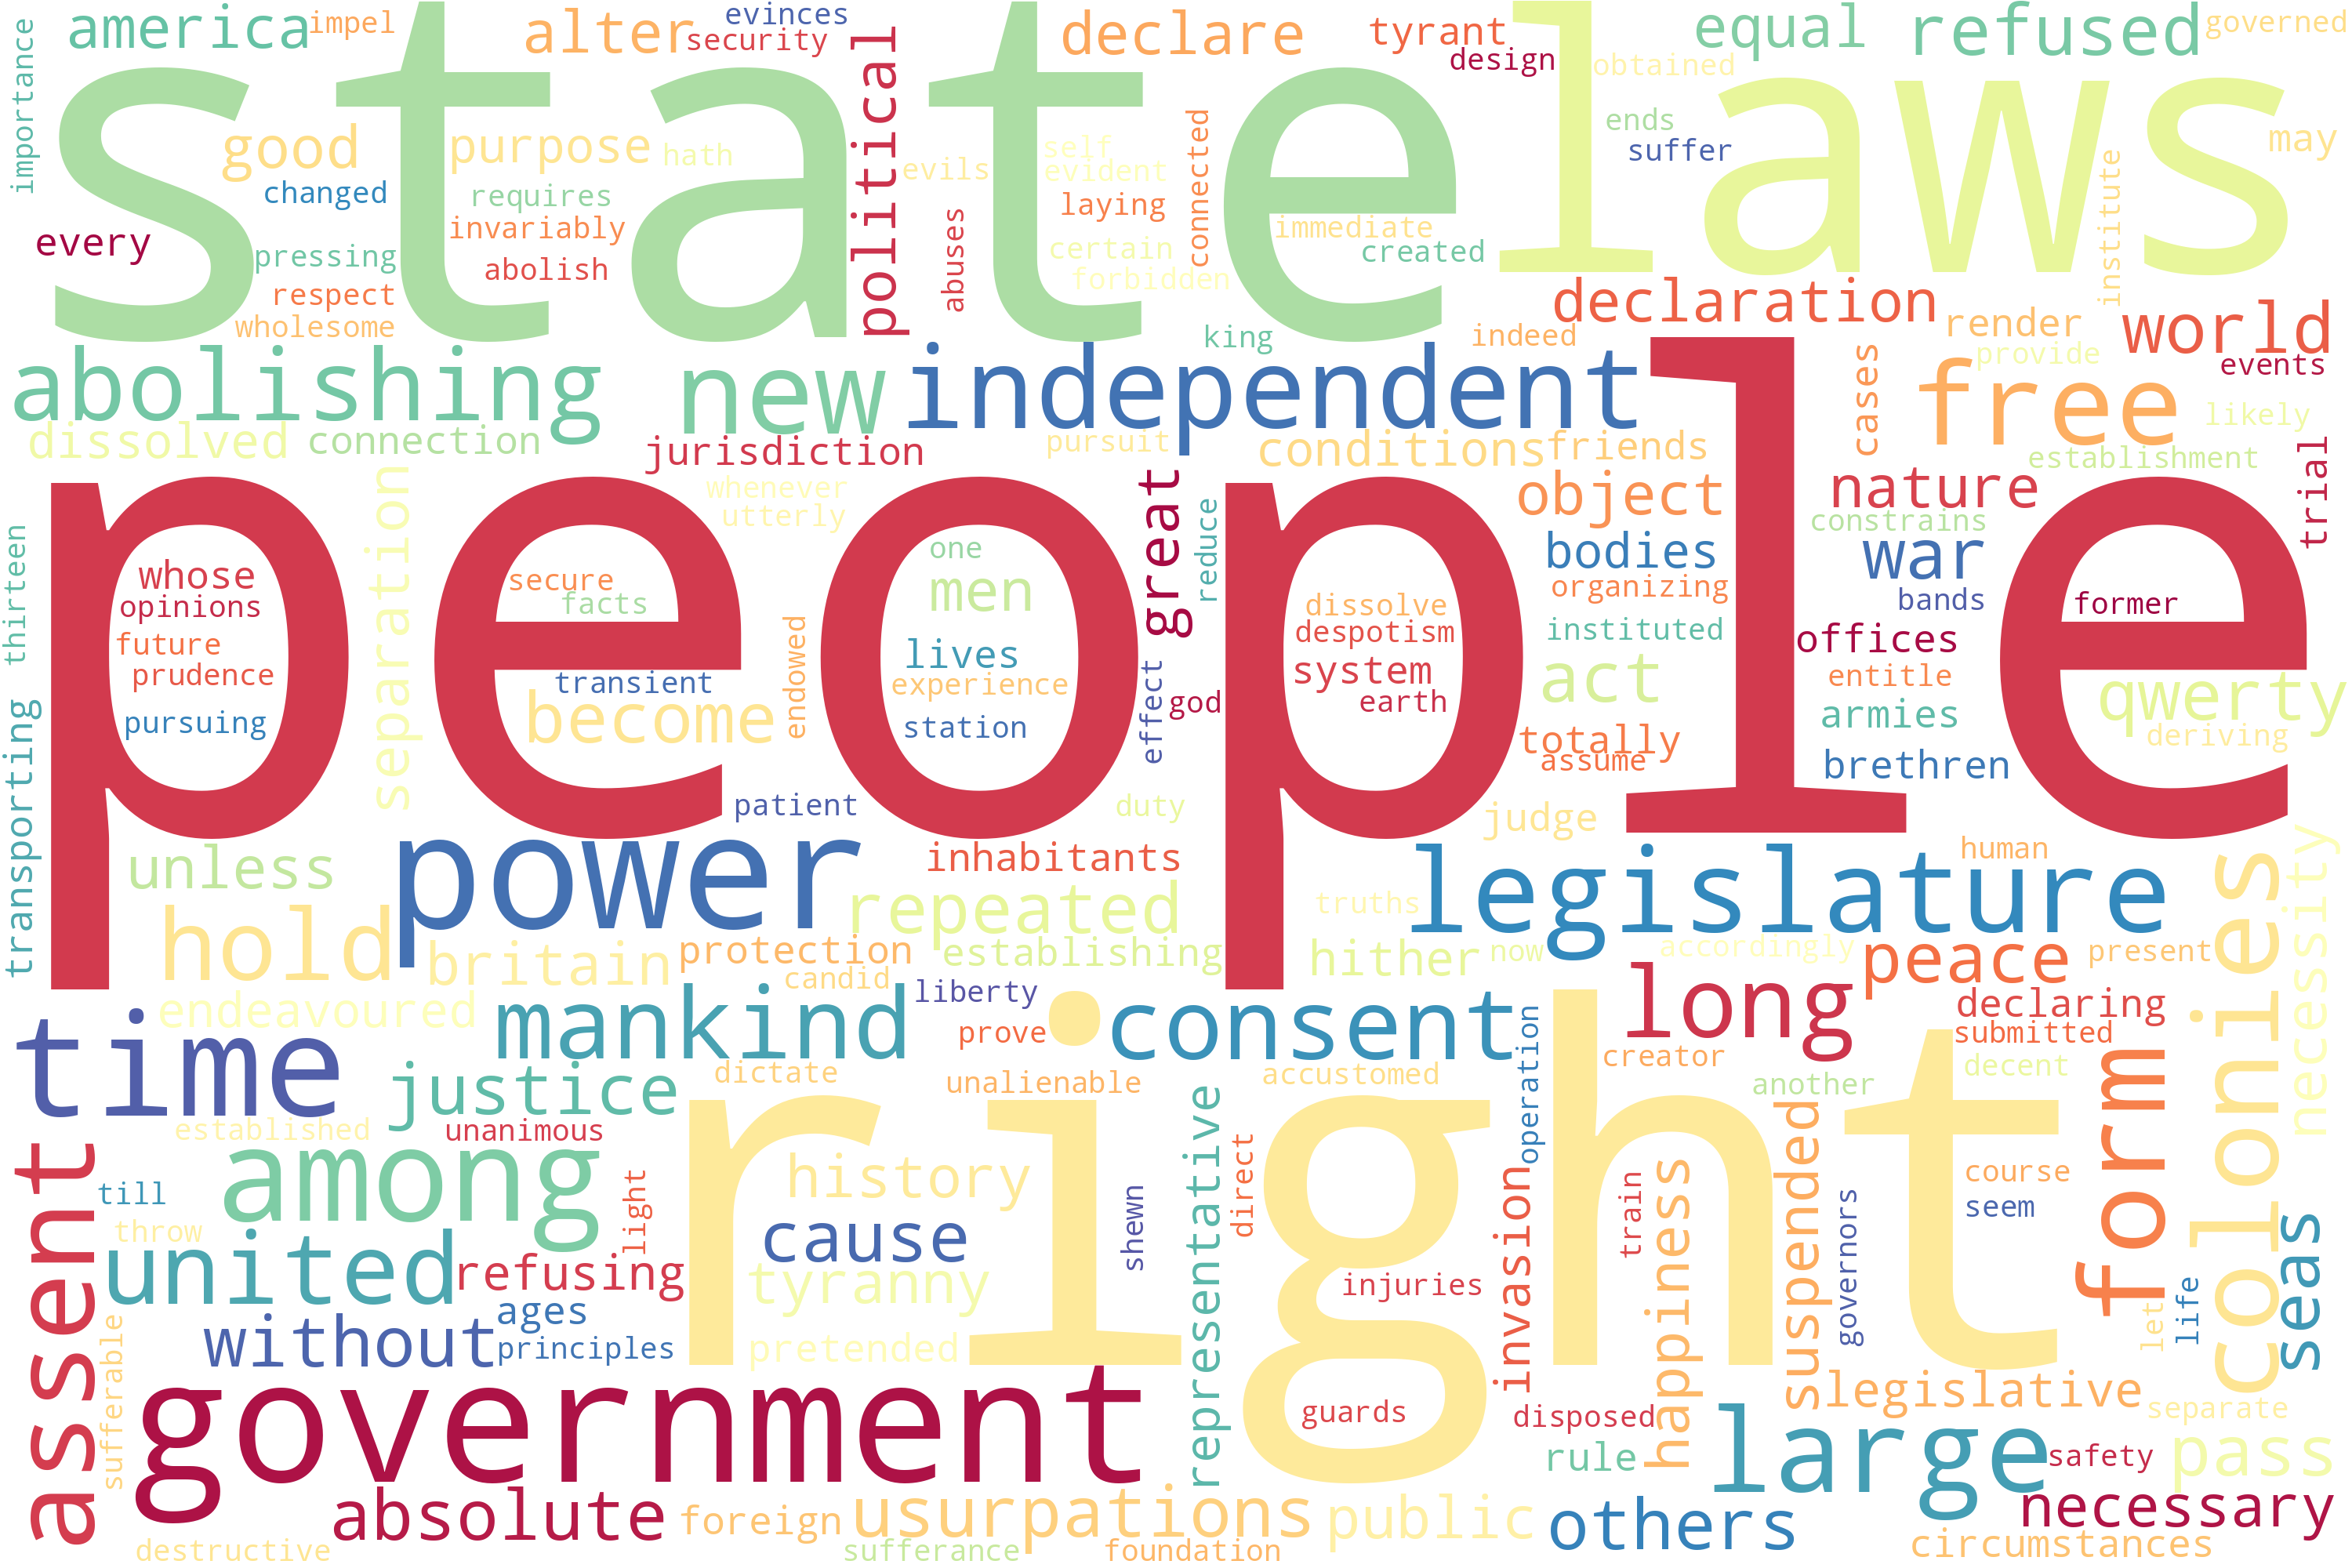 america
impel
alter
evinces
security
political
declare
tyrant
design
equal
obtained
refused
governed
importance
state
laws
good
purpose
hath
changed
requires
invariably
every
pressing
abolish
respect
wholesome
evils
abuses
self
evident
laying
certain
forbidden
connected
immediate
created
ends
suffer
may
institute
king
indeed
declaration
render
provide
world
events
abolishing
new
independent
cases
free
likely
dissolved
connection
jurisdiction
pursuit
conditions
friends
establishment
trial
separation
whenever
utterly
great
reduce
object
nature
constrains
people
thirteen
whose
opinions
future
prudence
pursuing
secure
facts
transient
become
endowed
one
men
lives
experience
station
effect
god
dissolve
despotism
system
earth
bodies
organizing
instituted
act
totally
assume
war
bands
offices
entitle
armies
brethren
former
qwerty
deriving
transporting
patient
duty
judge
unless
power
inhabitants
repeated
establishing
legislature
human
truths
hither
now
accordingly
peace
present
colonies
necessity
hold
britain
protection
candid
liberty
endeavoured
mankind
prove
consent
long
declaring
submitted
decent
time
justice
dictate
unalienable
accustomed
operation
creator
another
form
right
established
unanimous
assent
among
till
throw
light
history
cause
shewn
representative
direct
invasion
train
happiness
suspended
governors
course
seem
seas
united
refusing
tyranny
injuries
ages
without
principles
pretended
let
life
sufferable
government
guards
disposed
rule
legislative
separate
large
safety
pass
absolute
foreign
usurpations
public
others
necessary
destructive
sufferance
foundation
circumstances